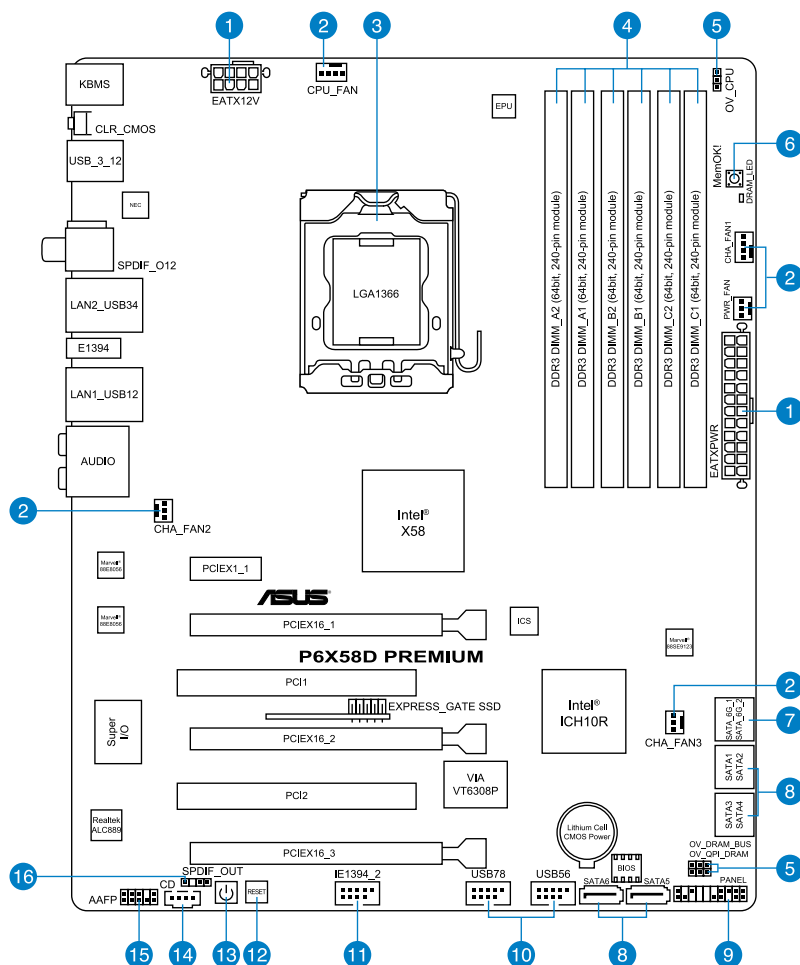 1
2
3
4
5
KBMS
EATX12V
CPU_FAN
EPU
OV_CPU
CLR_CMOS
6
MemOK!
DRAM_LED
USB_3_12
NEC
SPDIF_O12
LGA1366
DDR3 DIMM_A2 (64bit, 240-pin module)
DDR3 DIMM_A1 (64bit, 240-pin module)
DDR3 DIMM_B2 (64bit, 240-pin module)
DDR3 DIMM_B1 (64bit, 240-pin module)
DDR3 DIMM_C2 (64bit, 240-pin module)
DDR3 DIMM_C1 (64bit, 240-pin module)
CHA_FAN1
2
PWR_FAN
LAN2_USB34
E1394
LAN1_USB12
1
EATXPWR
AUDIO
2
CHA_FAN2
Intel®
X58
Marvell®
88E8056
PCIEX1_1
ASUS
Marvell®
88E8056
PCIEX16_1
ICS
Marvell®
88SE9123
P6X58D PREMIUM
PCI1
EXPRESS_GATE SSD
Intel®
ICH10R
2
CHA_FAN3
SATA_6G_1
SATA_6G_2
7
Super
I/O
PCIEX16_2
VIA
VT6308P
SATA1
SATA2
8
PCI2
SATA3
SATA4
Realtek
ALC889
Lithium Cell
CMOS Power
OV_DRAM_BUS
OV_QPI_DRAM
5
PCIEX16_3
BIOS
16
SPDIF_OUT
AAFP
CD
RESET
IE1394_2
USB78
USB56
SATA6
SATA5
PANEL
15
14
13
12
11
10
8
9